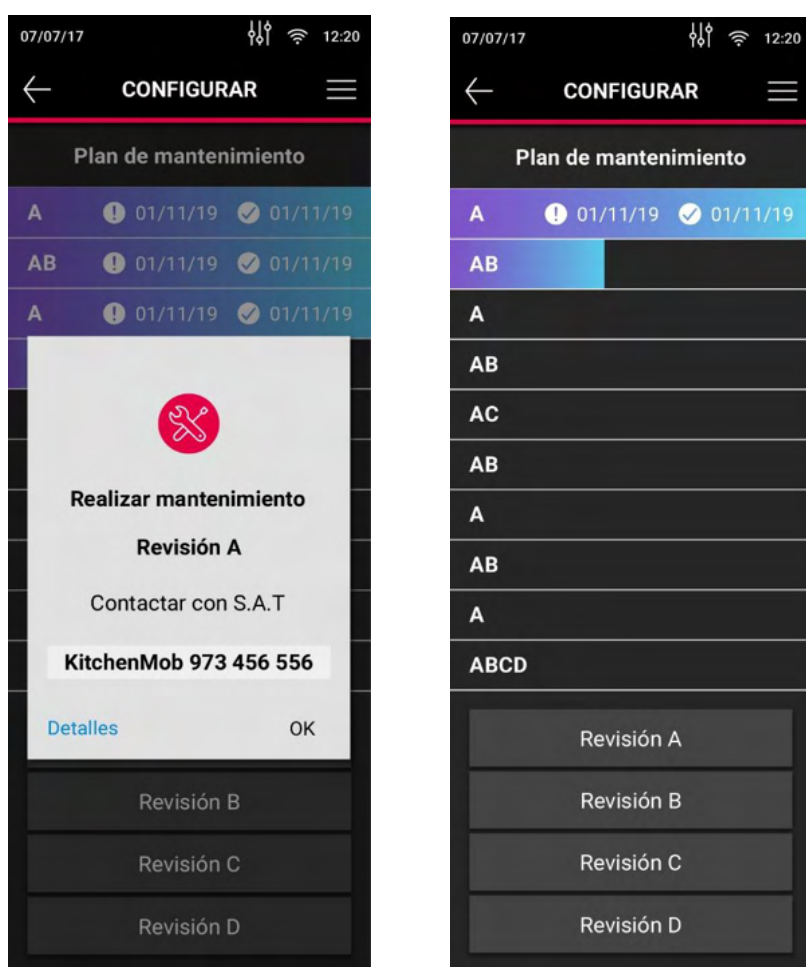 07/07/17 12:20
CONFIGURAR
Plan de mantenimiento
A 01/11/19 01/11/19
AB 01/11/19 01/11/19
A 01/11/19 01/11/19
Realizar mantenimiento
Revisión A
Contactar con S.A.T
KitchenMob 973 456 556
Detalles OK
Revisión B
Revisión C
Revisión D
07/07/17 12:20
CONFIGURAR
Plan de mantenimiento
A 01/11/19 01/11/19
AB
A
AB
AC
AB
A
AB
A
ABCD
Revisión A
Revisión B
Revisión C
Revisión D